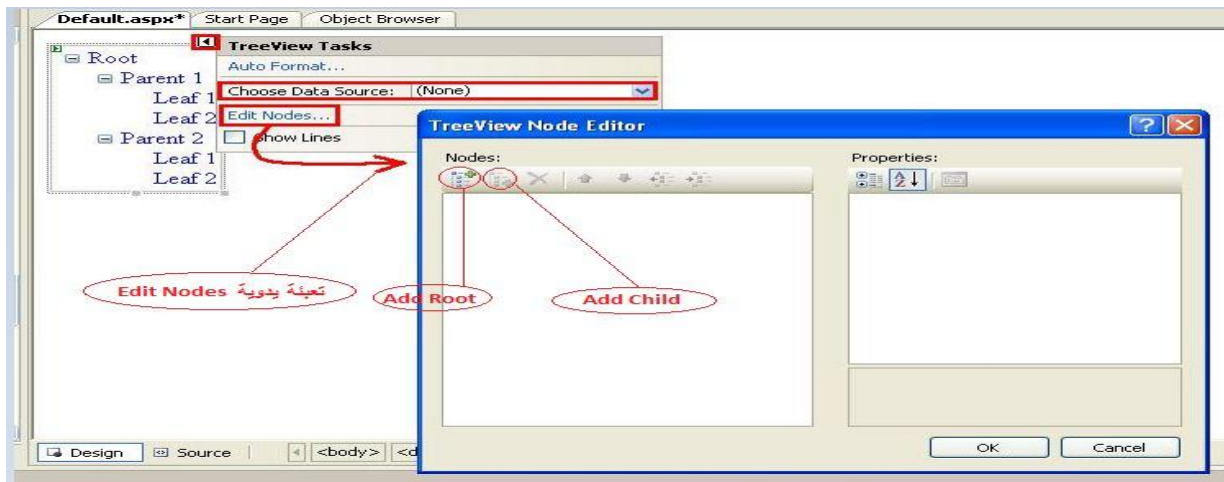 Default.aspx* Start Page Object Browser
TreeView Tasks
Auto Format...
Choose Data Source: (None)
Edit Nodes...
Show Lines
Root
Parent 1
Leaf 1
Leaf 2
Parent 2
Leaf 1
Leaf 2
TreeView Node Editor
Nodes:
Properties:
Edit Nodes تعبئة يدوية
Add Root
Add Child
OK Cancel
Design Source <body> <d